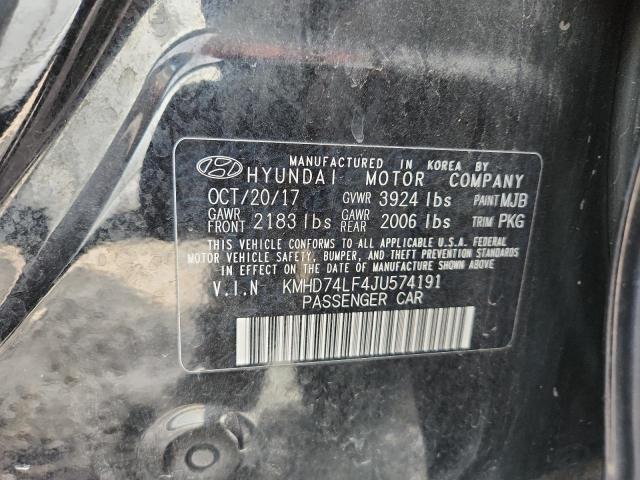 MANUFACTURED IN KOREA BY
HYUNDAI MOTOR COMPANY
OCT/20/17 GVWR 3924 lbs PAINT MJB
GAWR FRONT 2183 lbs GAWR REAR 2006 lbs TRIM PKG
THIS VEHICLE CONFORMS TO ALL APPLICABLE U.S.A. FEDERAL
MOTOR VEHICLE SAFETY, BUMPER, AND THEFT PREVENTION STANDARDS
IN EFFECT ON THE DATE OF MANUFACTURE SHOWN ABOVE
V.I.N KMHD74LF4JU574191
PASSENGER CAR